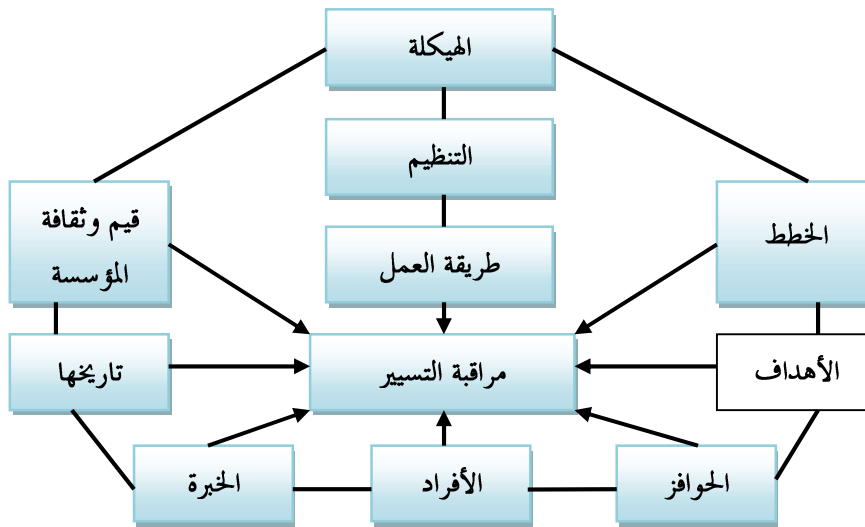 الهيكلة
التنظيم
الخطط
قيم وثقافة
المؤسسة
طريقة العمل
الأهداف
مراقبة التسيير
تاريخها
الحوافز
الأفراد
الخبرة